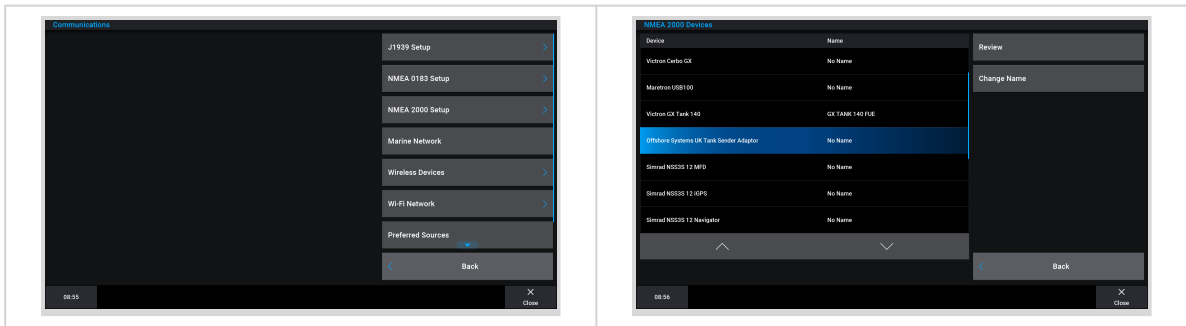 Communications
J1939 Setup
NMEA 0183 Setup
NMEA 2000 Setup
Marine Network
Wireless Devices
Wi-Fi Network
Preferred Sources
Back
08:55
Close
NMEA 2000 Devices
Device Name
Victron Cerbo GX No Name
Maretron USB100 No Name
Victron GX Tank 140 GX TANK 140 FUE
Offshore Systems UK Tank Sender Adaptor No Name
Simrad NSS3S 12 MFD No Name
Simrad NSS3S 12 iGPS No Name
Simrad NSS3S 12 Navigator No Name
Review
Change Name
Back
08:56
Close